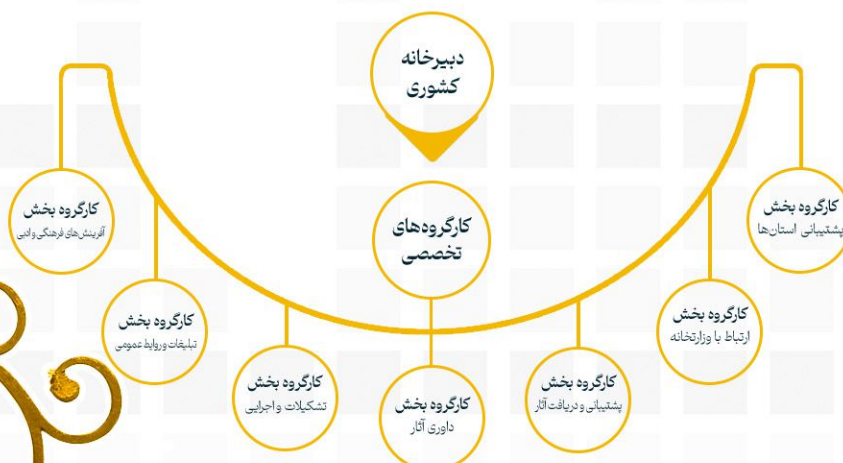 دبیرخانه
کشوری
کارگروه‌های
تخصصی
کارگروه بخش
پشتیبانی استان‌ها
کارگروه بخش
ارتباط با وزارتخانه
کارگروه بخش
پشتیبانی و دریافت آثار
کارگروه بخش
داوری آثار
کارگروه بخش
تشکیلات و اجرایی
کارگروه بخش
تبلیغات و روابط عمومی
کارگروه بخش
آفرینش‌های فرهنگی و ادبی